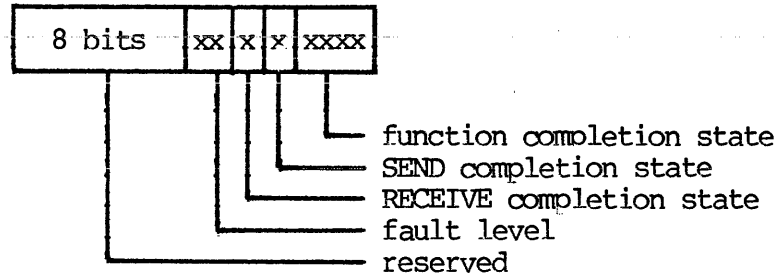 8 bits xx x x xxxx
function completion state
SEND completion state
RECEIVE completion state
fault level
reserved